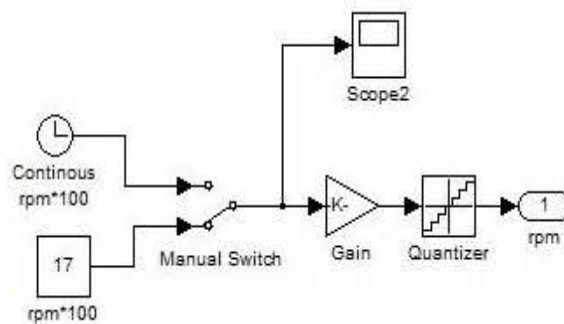 Scope2
Continous
rpm*100
K-
1
17
Manual Switch
Gain
Quantizer
rpm
rpm*100